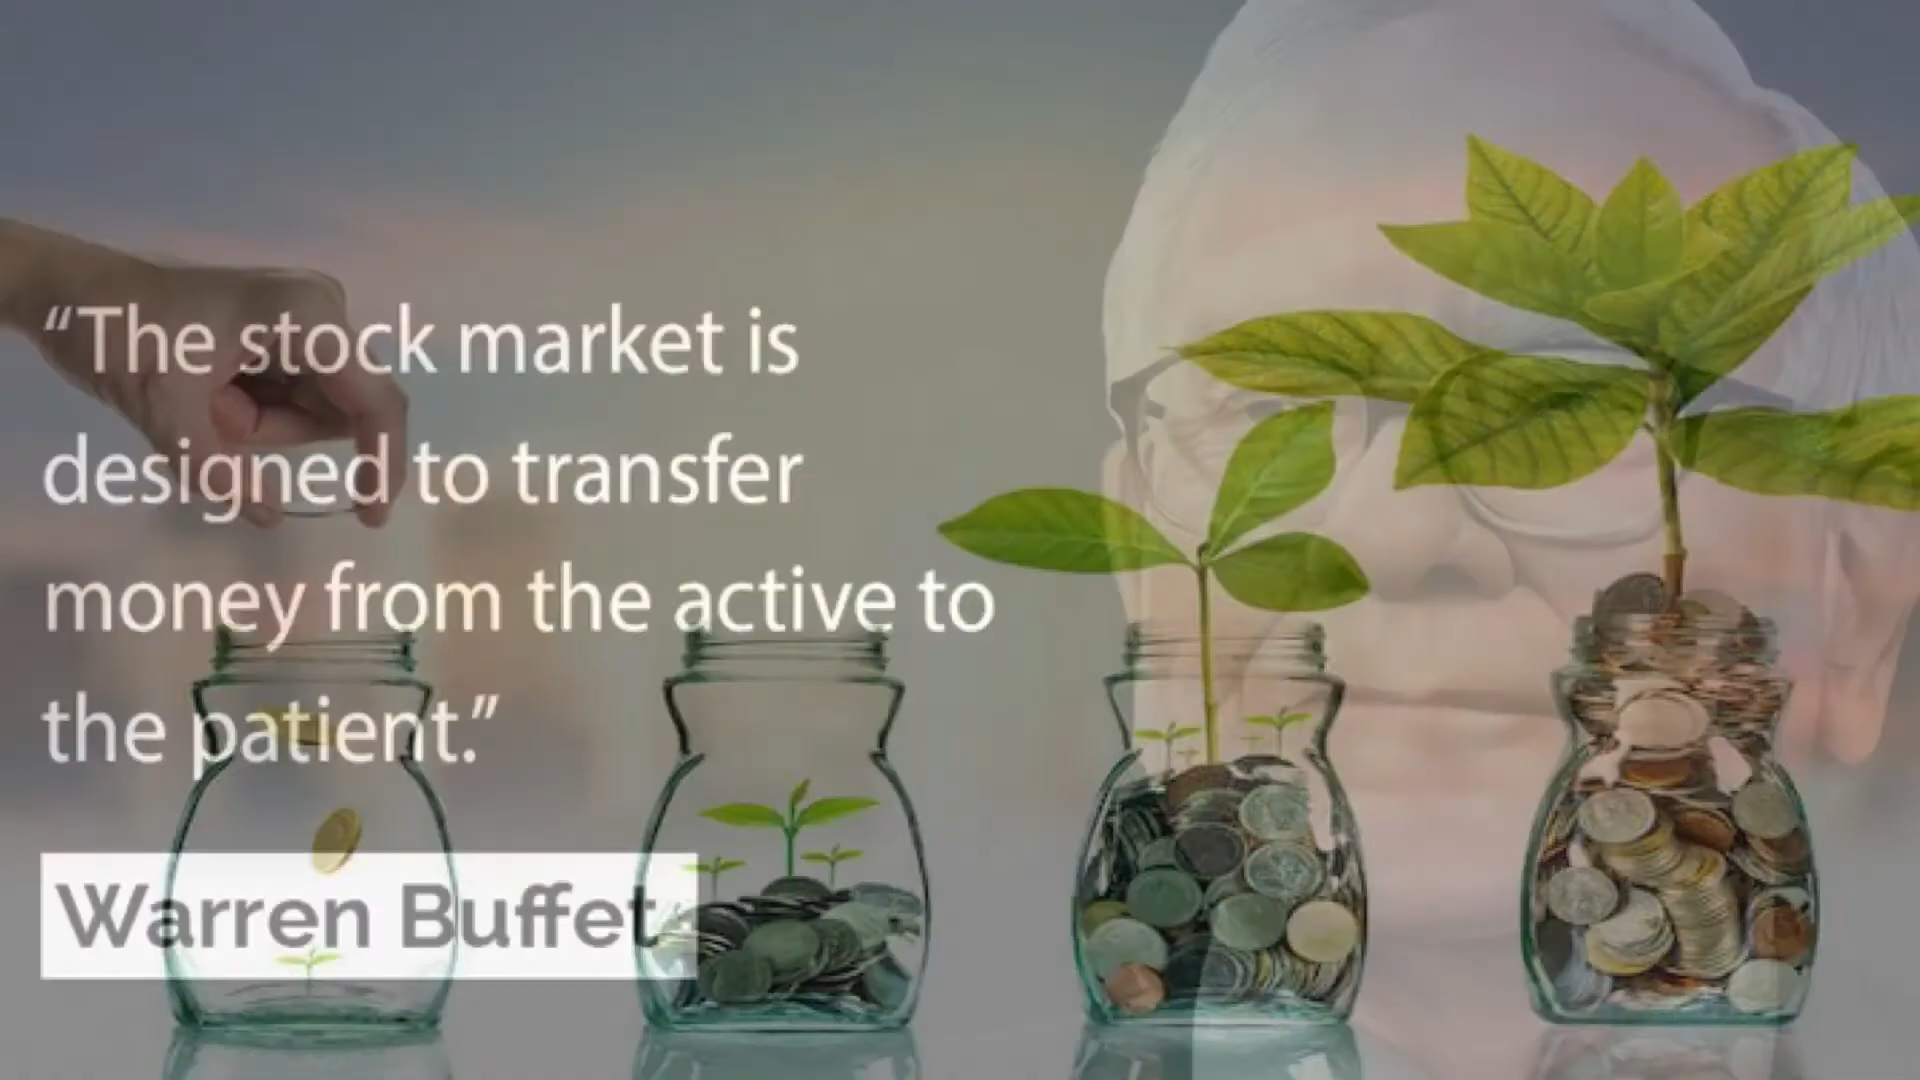 “The stock market is
designed to transfer
money from the active to
the patient.”
Warren Buffet